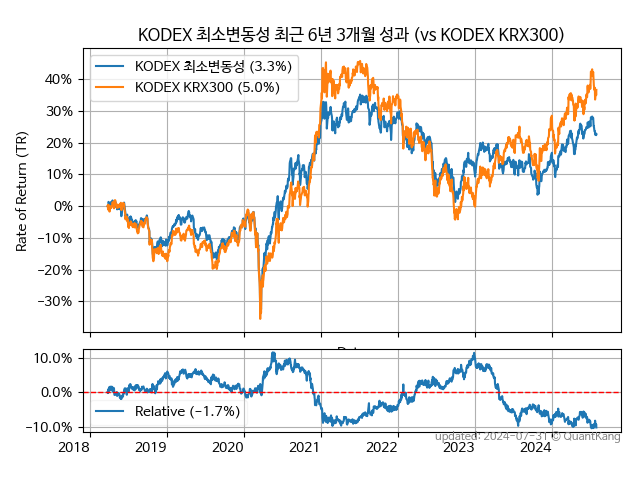 KODEX 최소변동성 최근 6년 3개월 성과 (vs KODEX KRX300)
KODEX 최소변동성 (3.3%)
KODEX KRX300 (5.0%)
Rate of Return (TR)
40%
30%
20%
10%
0%
−10%
−20%
−30%
10.0%
0.0%
−10.0%
Relative (−1.7%)
2018 2019 2020 2021 2022 2023 2024
updated: 2024-07-31 © QuantKang